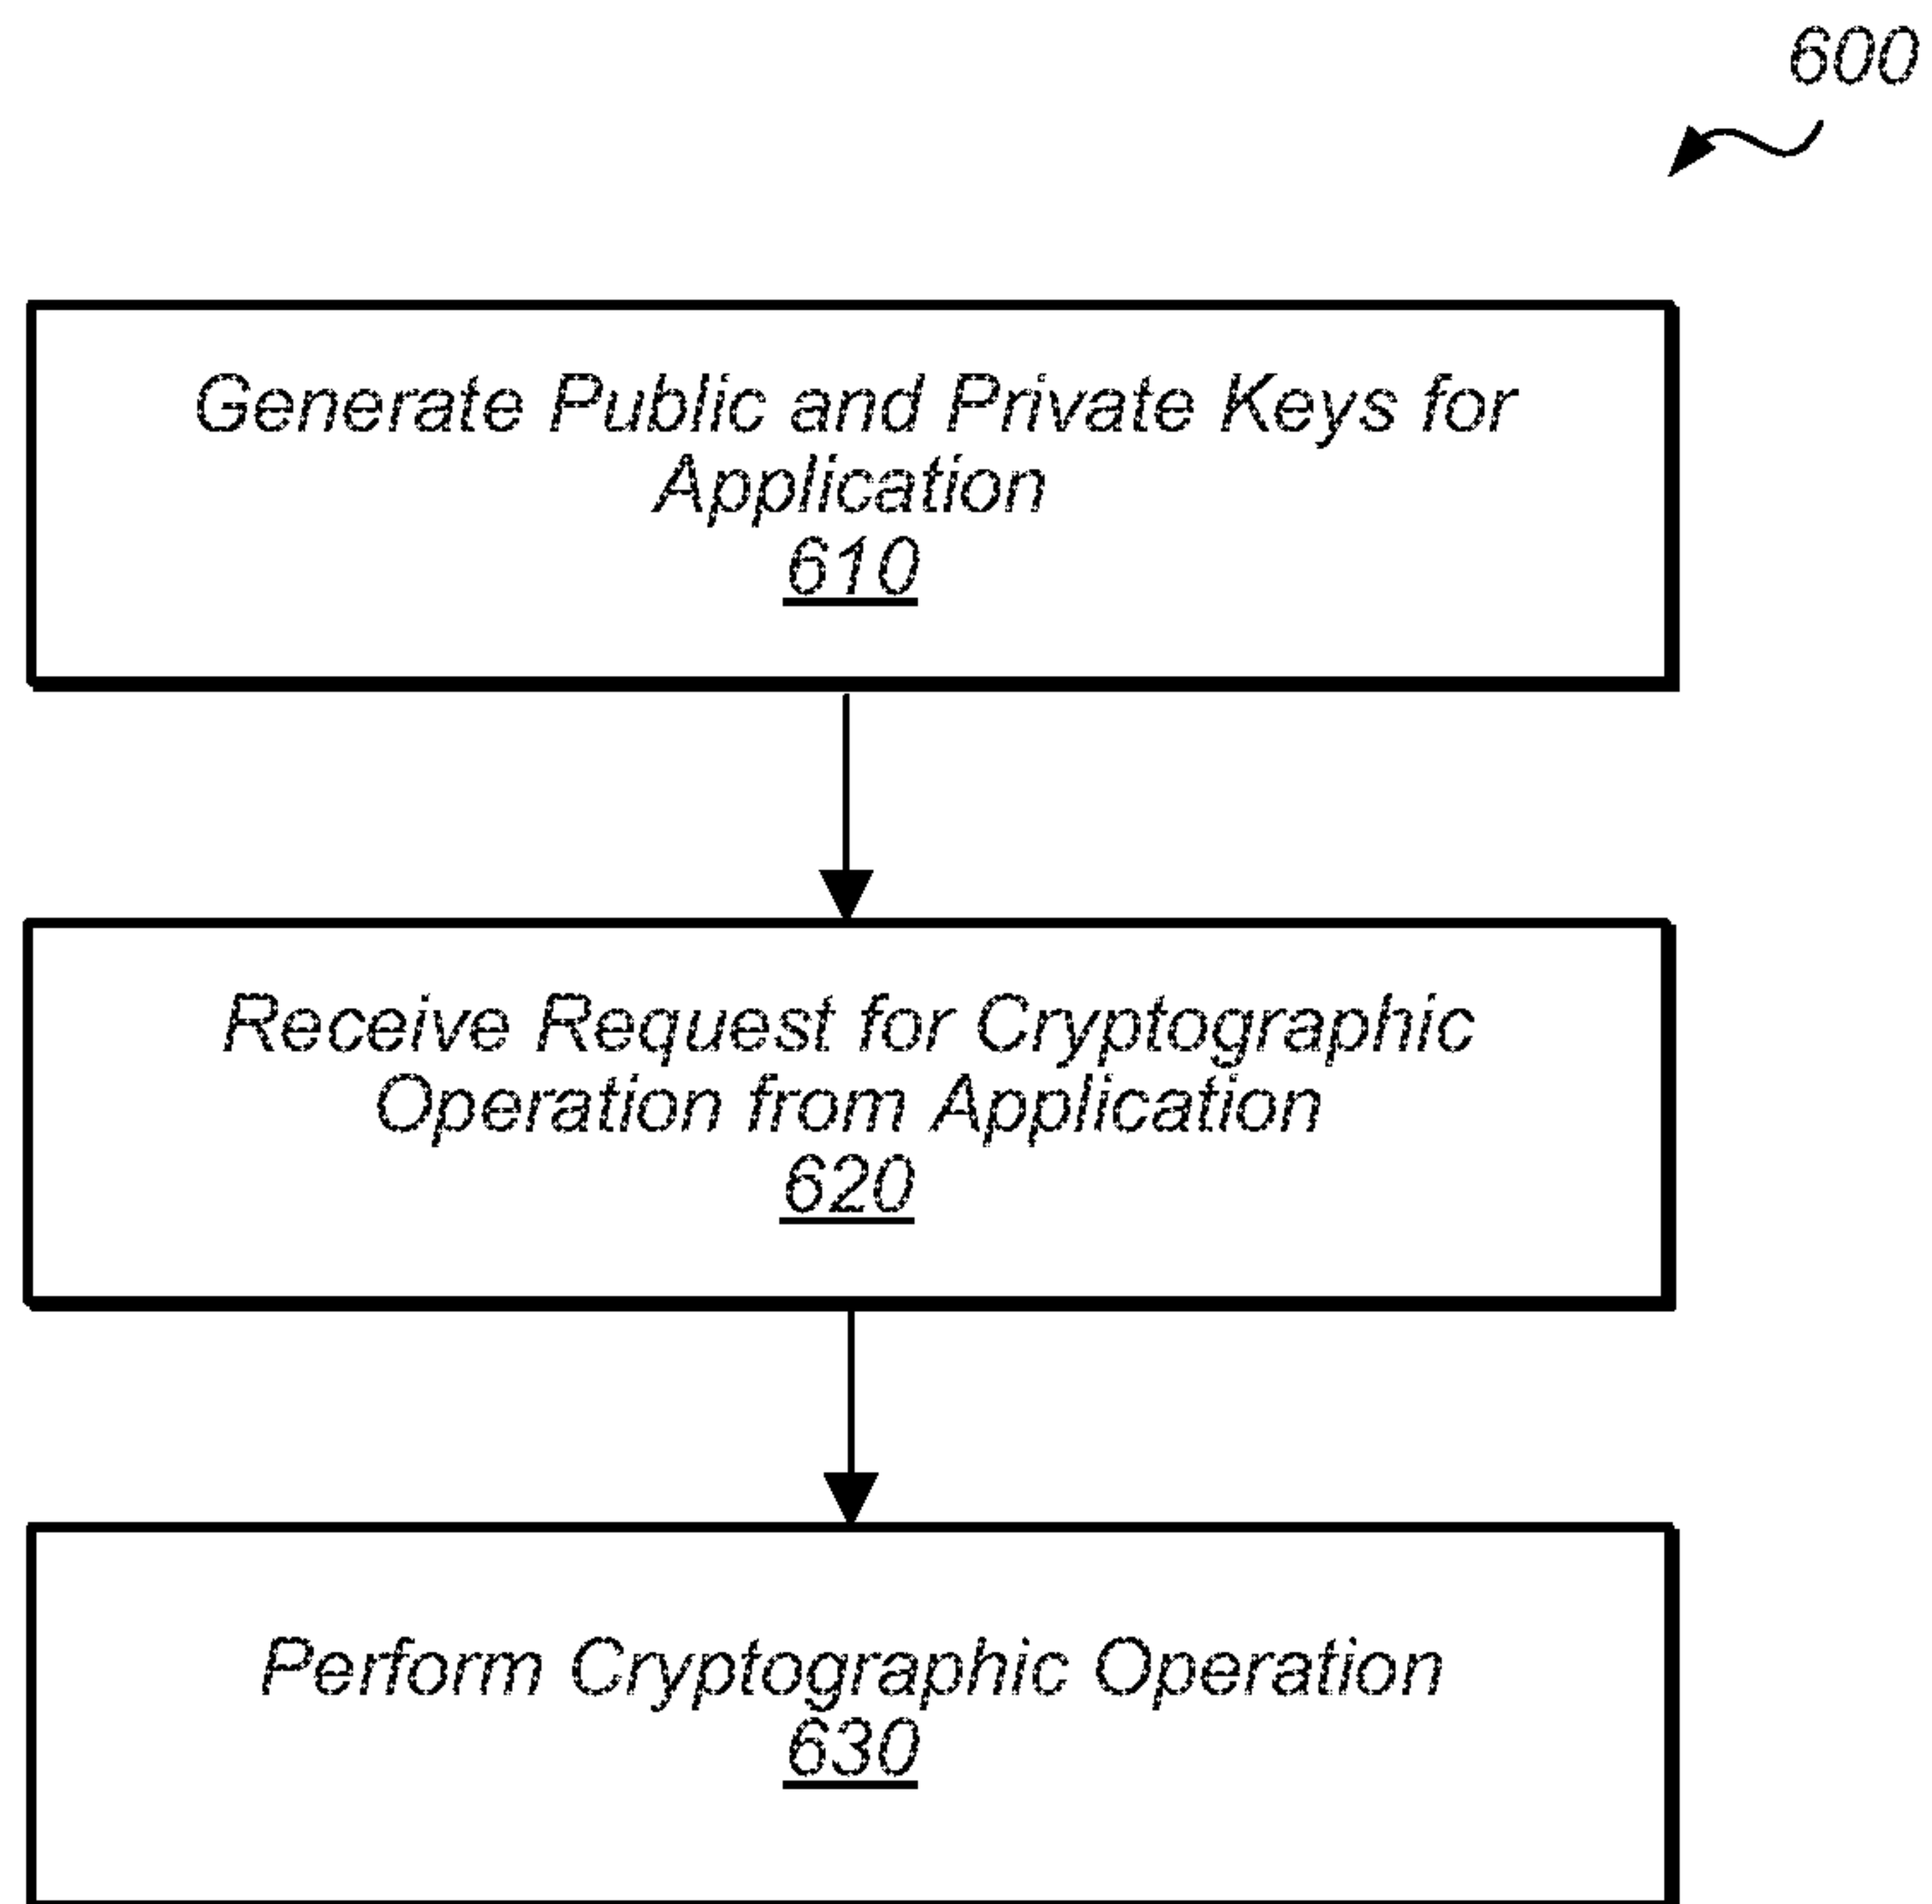 600
Generate Public and Private Keys for
Application
610
Receive Request for Cryptographic
Operation from Application
620
Perform Cryptographic Operation
630